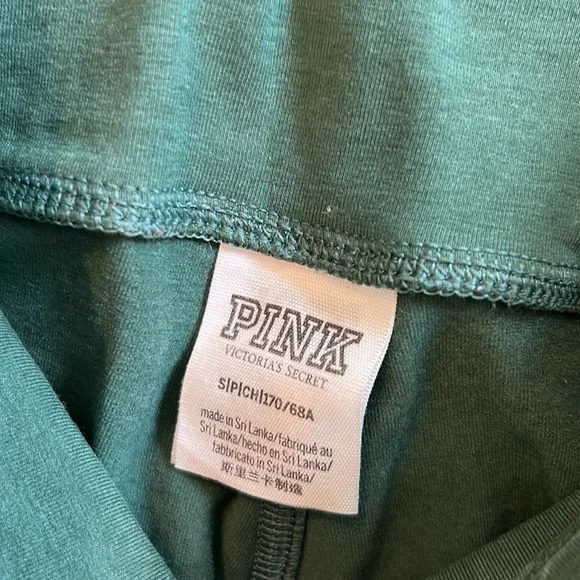 PINK
VICTORIA'S SECRET
S|P|CH|170/68A
made in Sri Lanka/fabriqué au
Sri Lanka/hecho en Sri Lanka/
fabbricato in Sri Lanka/
斯里兰卡制造